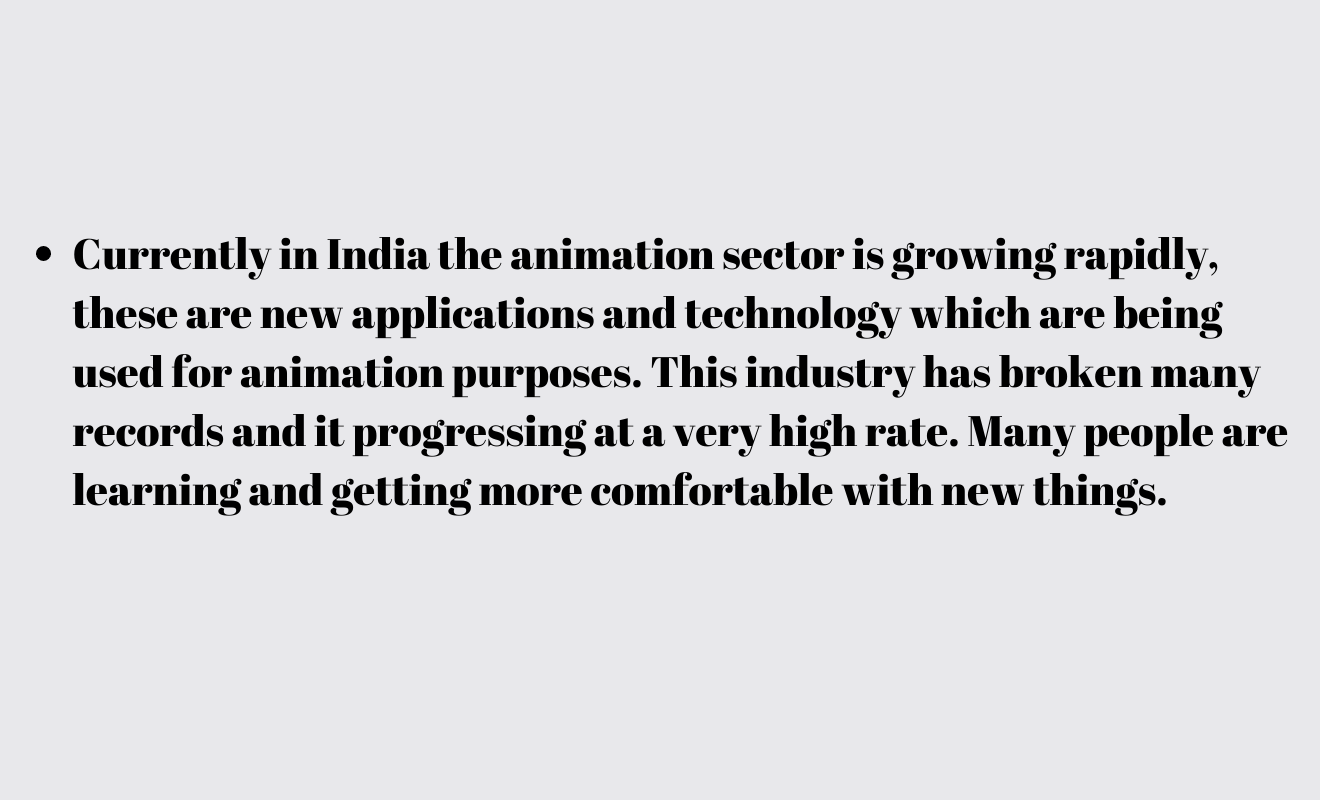 • Currently in India the animation sector is growing rapidly,
these are new applications and technology which are being
used for animation purposes. This industry has broken many
records and it progressing at a very high rate. Many people are
learning and getting more comfortable with new things.